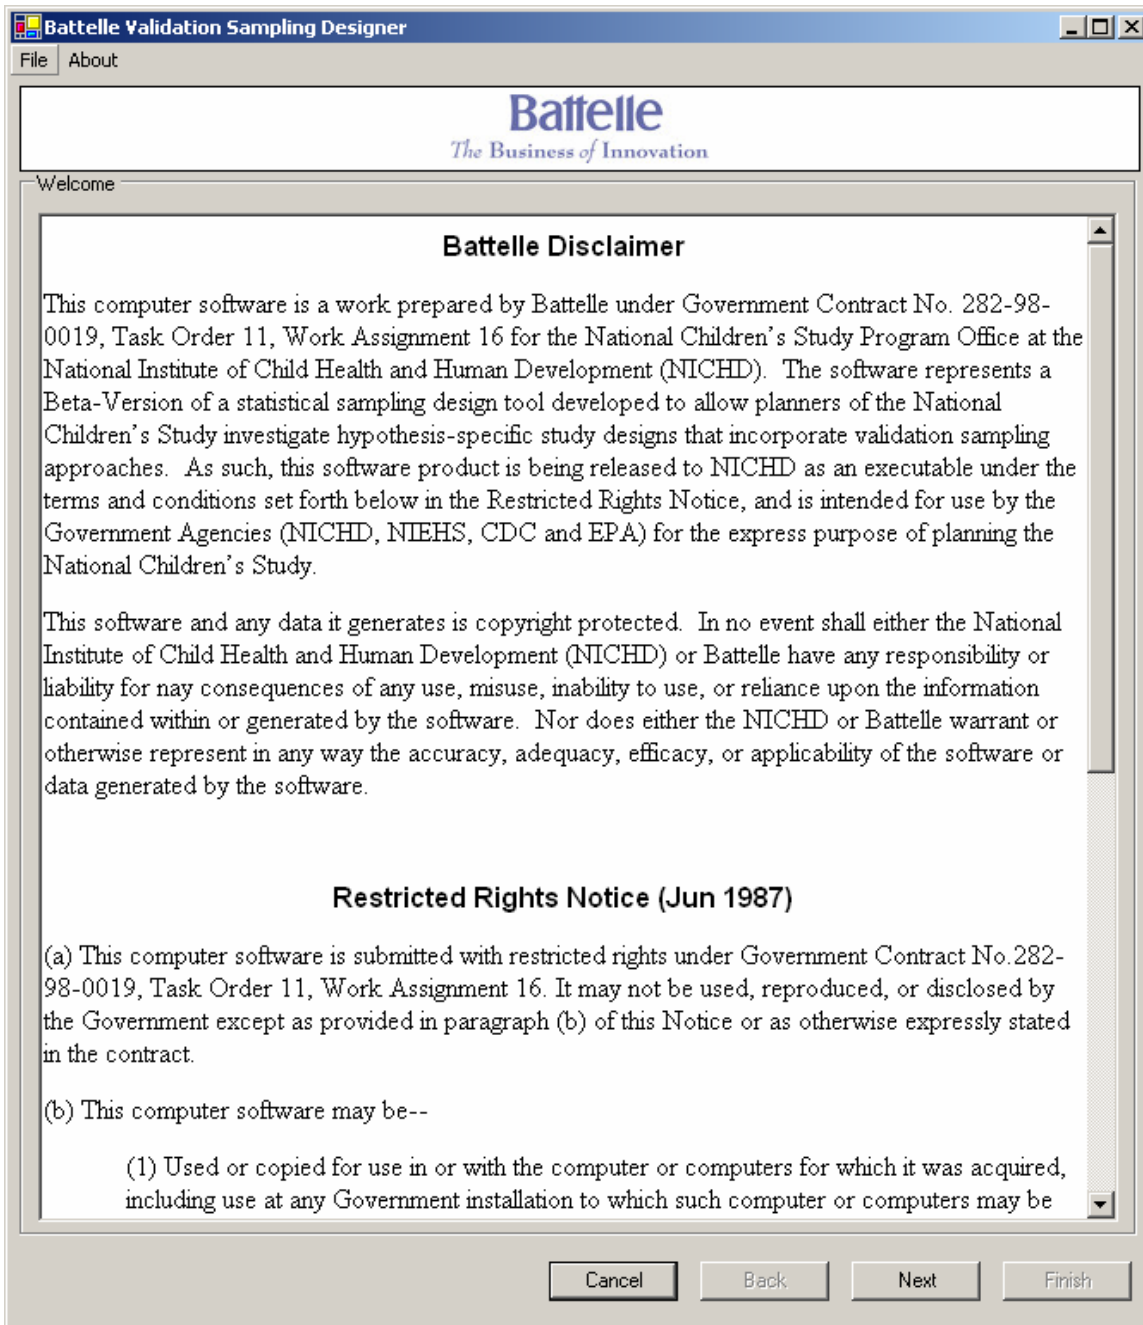 Battelle Validation Sampling Designer
File About
Battelle
The Business of Innovation
Welcome
Battelle Disclaimer
This computer software is a work prepared by Battelle under Government Contract No. 282-98-
0019, Task Order 11, Work Assignment 16 for the National Children's Study Program Office at the
National Institute of Child Health and Human Development (NICHD).  The software represents a
Beta-Version of a statistical sampling design tool developed to allow planners of the National
Children's Study investigate hypothesis-specific study designs that incorporate validation sampling
approaches.  As such, this software product is being released to NICHD as an executable under the
terms and conditions set forth below in the Restricted Rights Notice, and is intended for use by the
Government Agencies (NICHD, NIEHS, CDC and EPA) for the express purpose of planning the
National Children's Study.
This software and any data it generates is copyright protected.  In no event shall either the National
Institute of Child Health and Human Development (NICHD) or Battelle have any responsibility or
liability for nay consequences of any use, misuse, inability to use, or reliance upon the information
contained within or generated by the software.  Nor does either the NICHD or Battelle warrant or
otherwise represent in any way the accuracy, adequacy, efficacy, or applicability of the software or
data generated by the software.
Restricted Rights Notice (Jun 1987)
(a) This computer software is submitted with restricted rights under Government Contract No.282-
98-0019, Task Order 11, Work Assignment 16. It may not be used, reproduced, or disclosed by
the Government except as provided in paragraph (b) of this Notice or as otherwise expressly stated
in the contract.
(b) This computer software may be--
(1) Used or copied for use in or with the computer or computers for which it was acquired,
including use at any Government installation to which such computer or computers may be
Cancel Back Next Finish